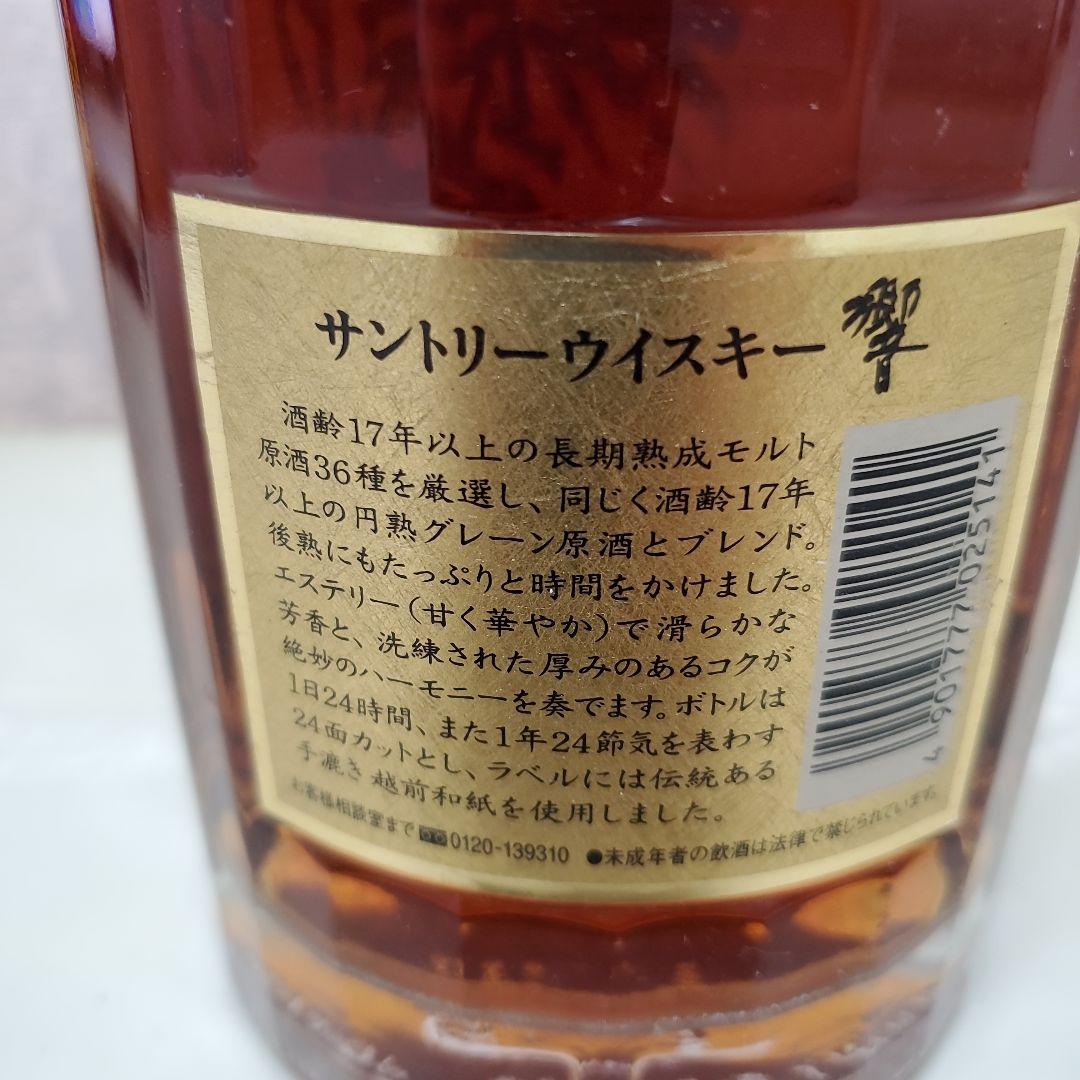 サントリーウイスキー 響
酒齢17年以上の長期熟成モルト
原酒36種を厳選し、同じく酒齢17年
以上の円熟グレーン原酒とブレンド。
後熟にもたっぷりと時間をかけました。
エステリー(甘く華やか)で滑らかな
芳香と、洗練された厚みのあるコクが
絶妙のハーモニーを奏でます。ボトルは
1日24時間、また1年24節気を表わす
24面カットとし、ラベルには伝統ある
手漉き越前和紙を使用しました。
お客様相談室まで 0120-139310 ●未成年者の飲酒は法律で禁じられています。
4901777025141